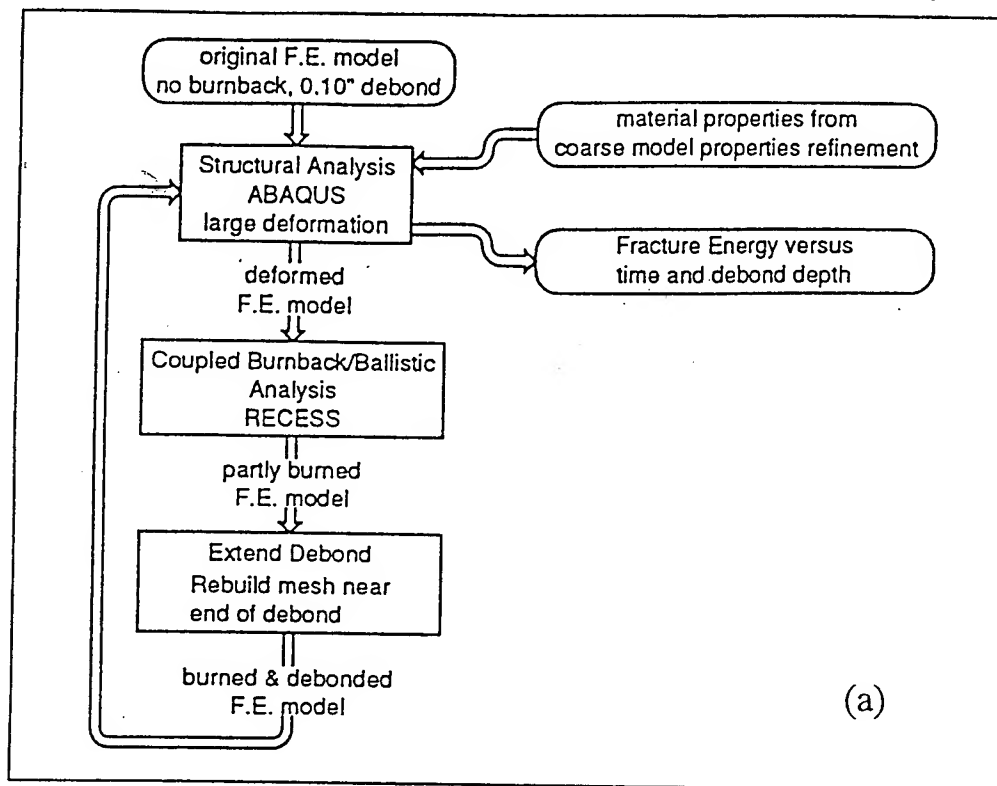 original F.E. model
no burnback, 0.10" debond
material properties from
coarse model properties refinement
Structural Analysis
ABAQUS
large deformation
Fracture Energy versus
time and debond depth
deformed
F.E. model
Coupled Burnback/Ballistic
Analysis
RECESS
partly burned
F.E. model
Extend Debond
Rebuild mesh near
end of debond
burned & debonded
F.E. model
(a)